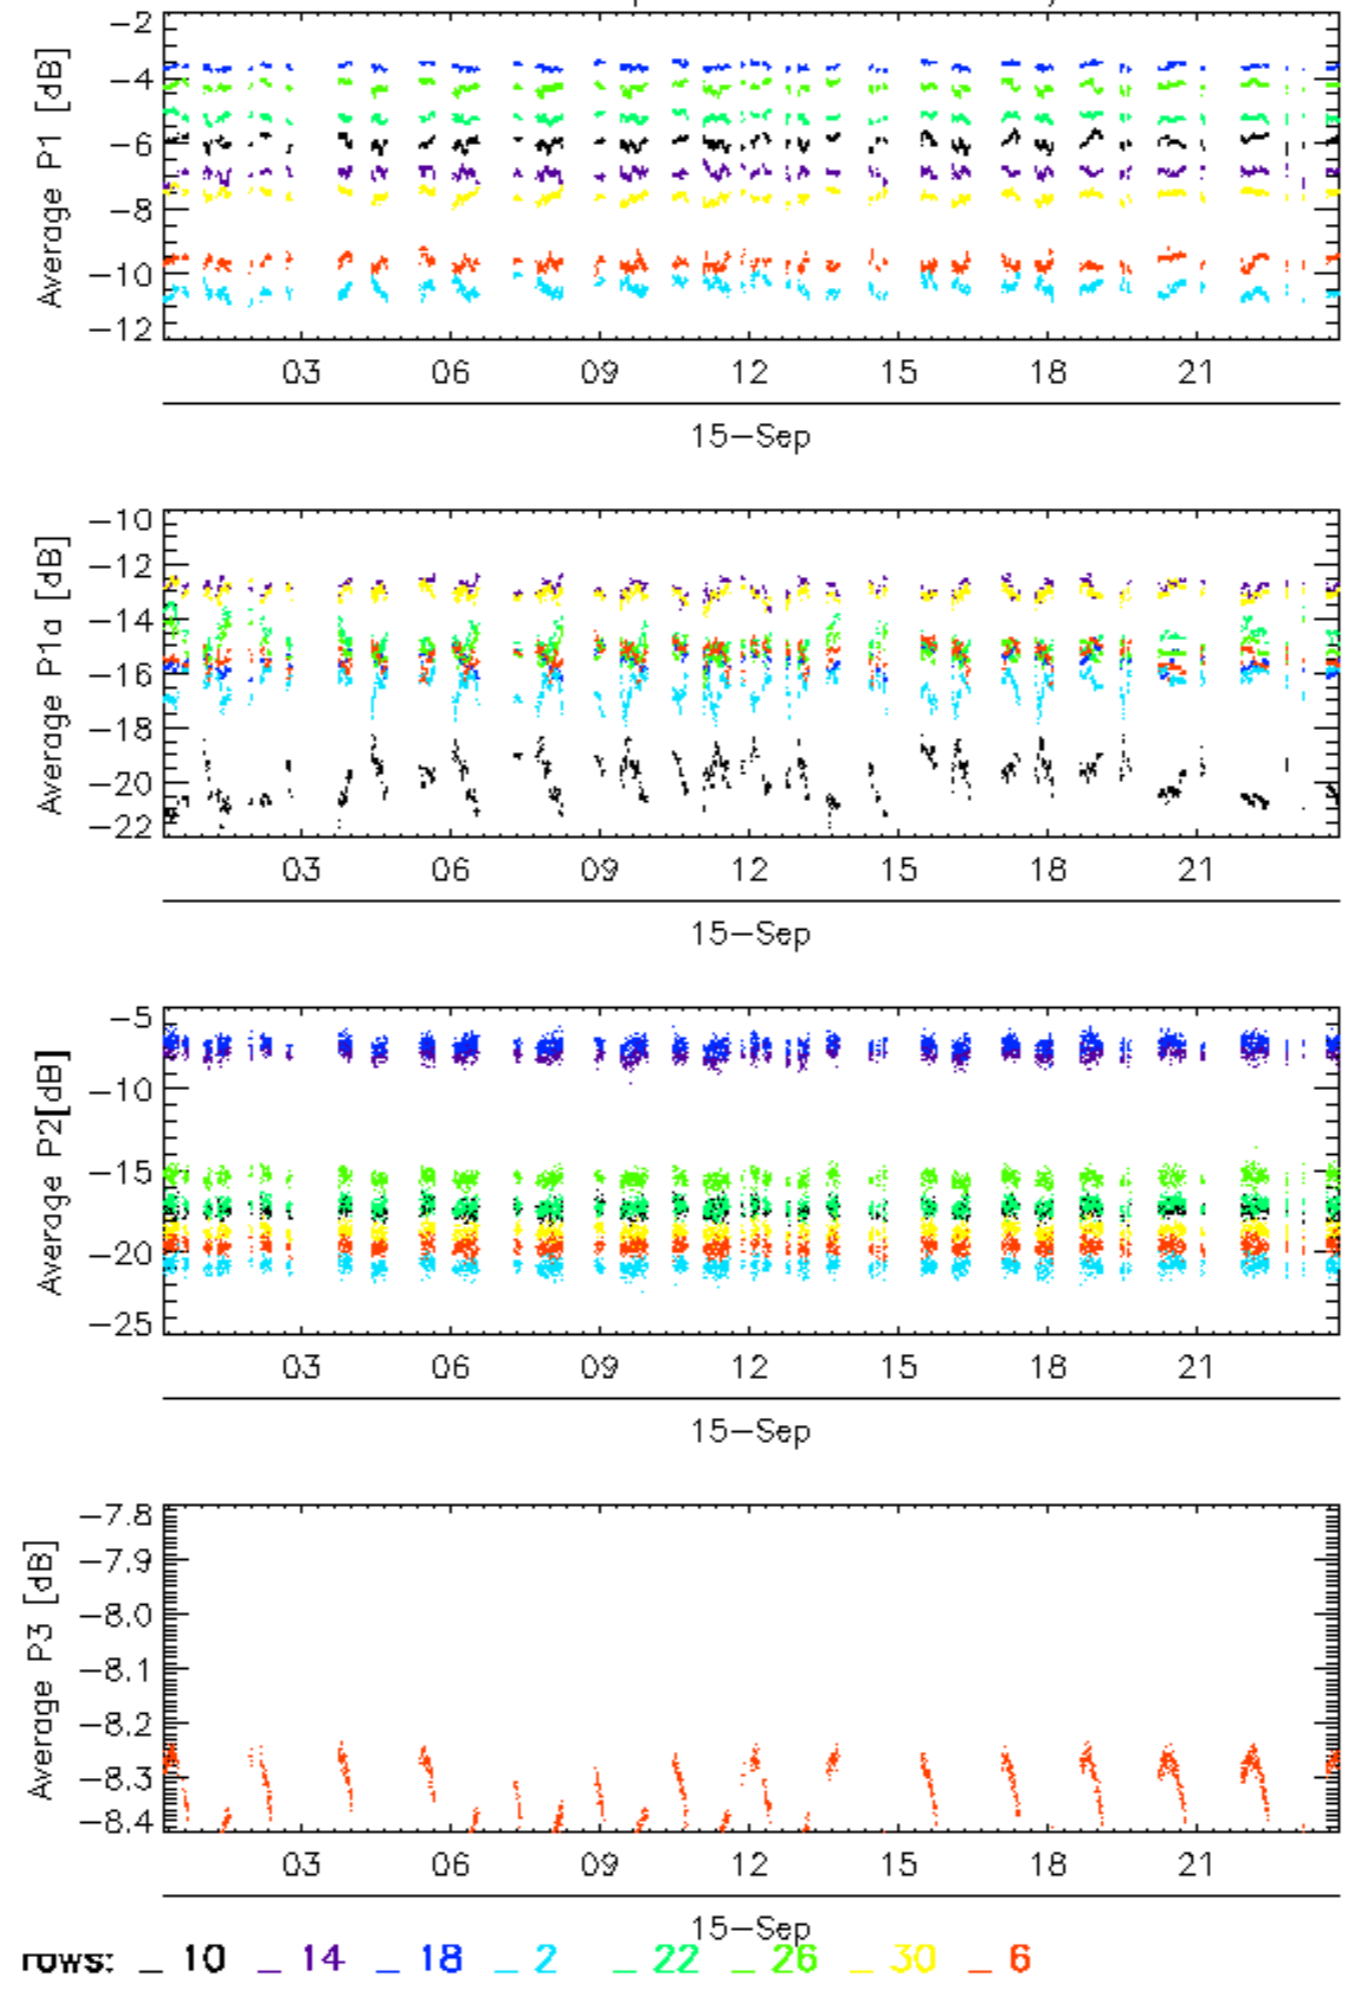 -2
-4
-6
-8
-10
-12
Average P1 [dB]
03 06 09 12 15 18 21
15-Sep
-10
-12
-14
-16
-18
-20
-22
Average P1a [dB]
03 06 09 12 15 18 21
15-Sep
-5
-10
-15
-20
-25
Average P2[dB]
03 06 09 12 15 18 21
15-Sep
-7.8
-7.9
-8.0
-8.1
-8.2
-8.3
-8.4
Average P3 [dB]
03 06 09 12 15 18 21
15-Sep
rows: _ 10 _ 14 _ 18 _ 2 _ 22 _ 26 _ 30 _ 6